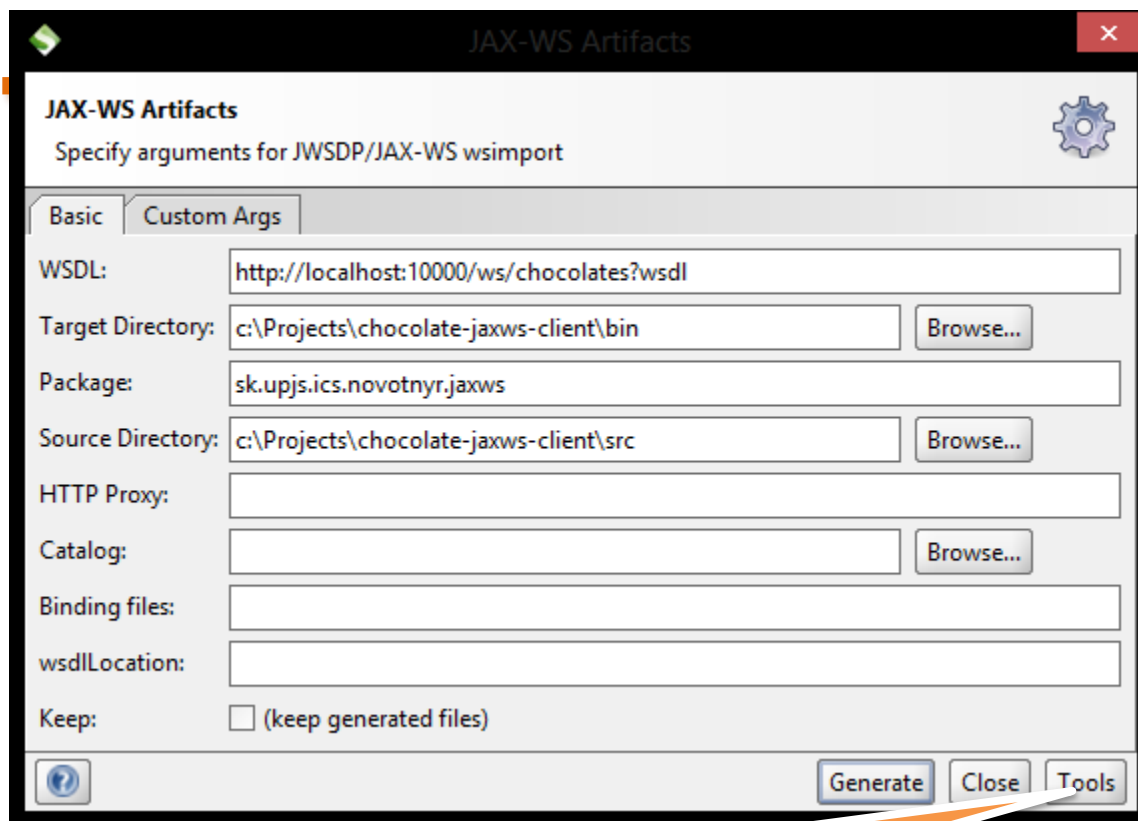 JAX-WS Artifacts
JAX-WS Artifacts
Specify arguments for JWSDP/JAX-WS wsimport
Basic Custom Args
WSDL: http://localhost:10000/ws/chocolates?wsdl
Target Directory: c:\Projects\chocolate-jaxws-client\bin Browse...
Package: sk.upjs.ics.novotnyr.jaxws
Source Directory: c:\Projects\chocolate-jaxws-client\src Browse...
HTTP Proxy:
Catalog: Browse...
Binding files:
wsdlLocation:
Keep: (keep generated files)
Generate Close Tools